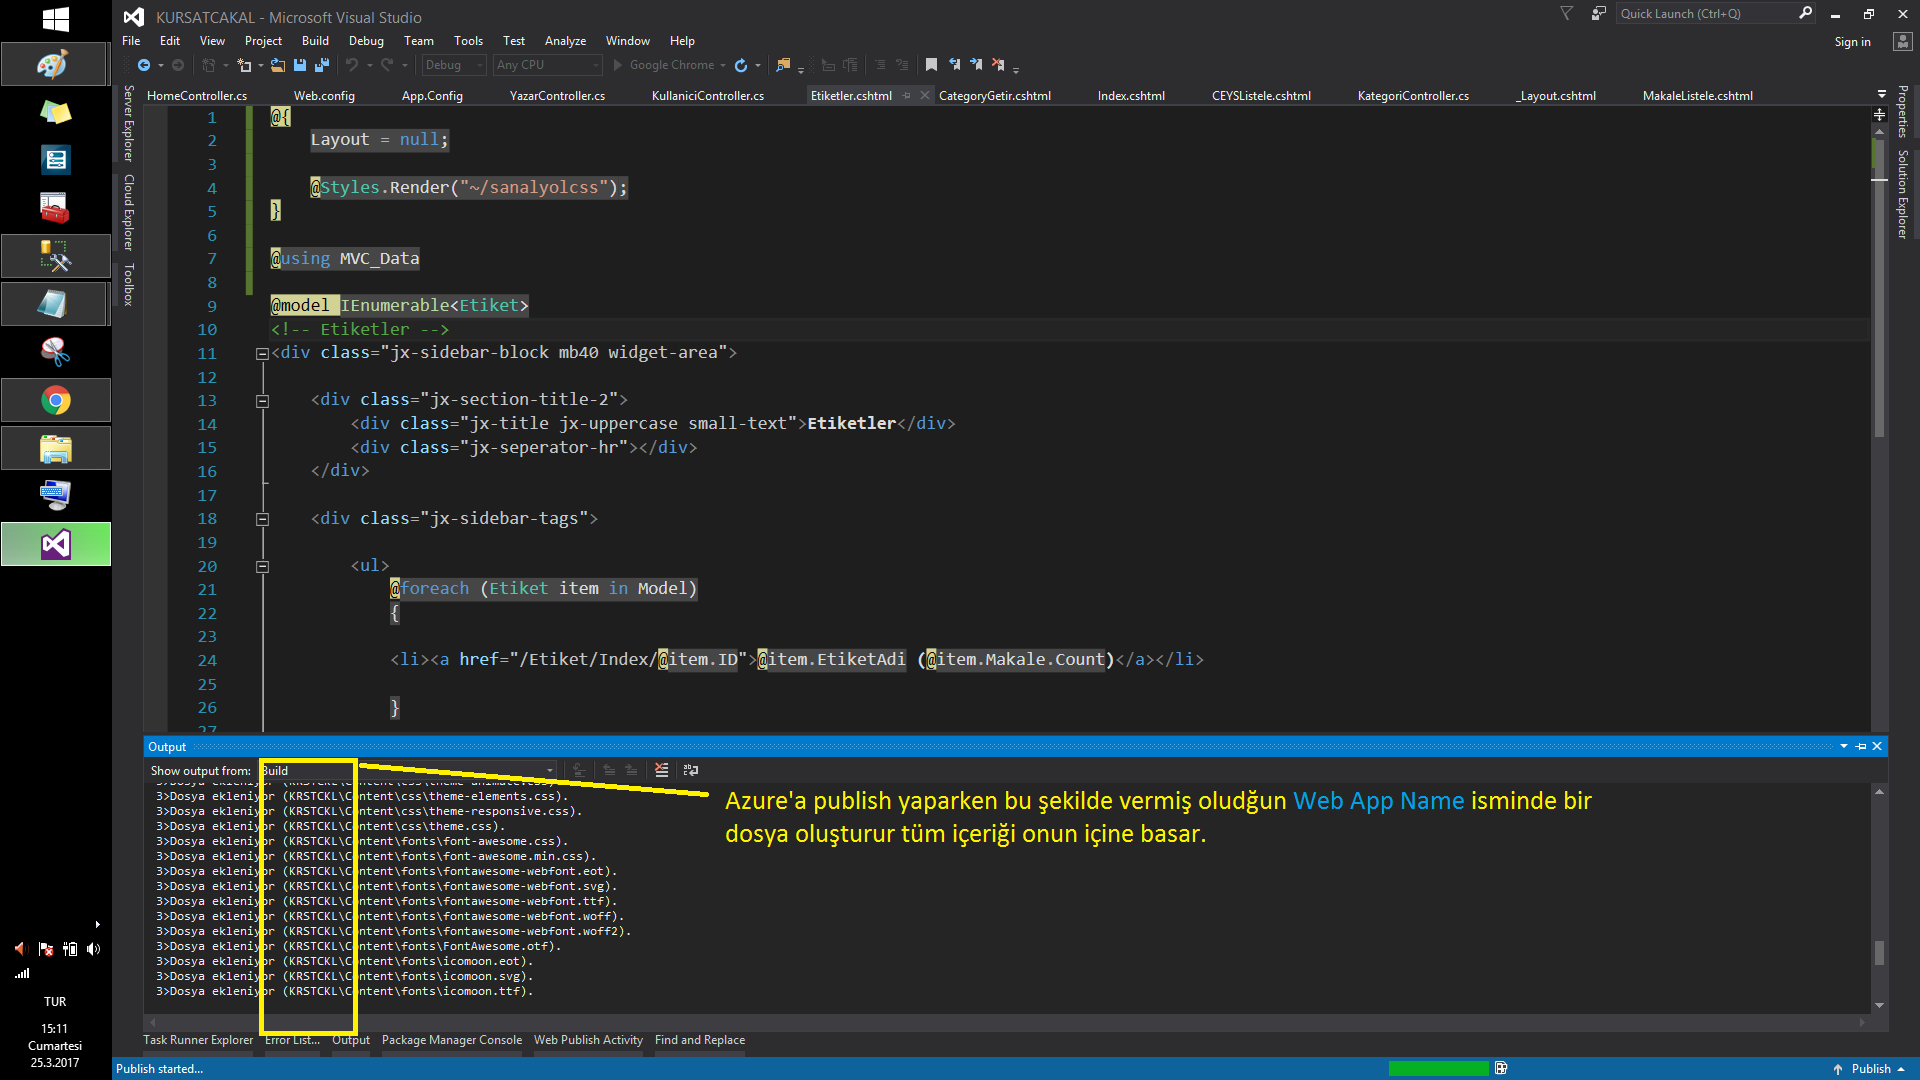 KURSATCAKAL - Microsoft Visual Studio
Quick Launch (Ctrl+Q)
File Edit View Project Build Debug Team Tools Test Analyze Window Help
Sign in
Debug Any CPU Google Chrome
HomeController.cs Web.config App.Config YazarController.cs KullaniciController.cs Etiketler.cshtml CategoryGetir.cshtml Index.cshtml CEYSListele.cshtml KategoriController.cs _Layout.cshtml MakaleListele.cshtml
Server Explorer
Cloud Explorer
Toolbox
Properties
Solution Explorer
1 @{
2 Layout = null;
3
4 @Styles.Render("~/sanalyolcss");
5 }
6
7 @using MVC_Data
8
9 @model IEnumerable<Etiket>
10 <!-- Etiketler -->
11 <div class="jx-sidebar-block mb40 widget-area">
12
13 <div class="jx-section-title-2">
14 <div class="jx-title jx-uppercase small-text">Etiketler</div>
15 <div class="jx-seperator-hr"></div>
16 </div>
17
18 <div class="jx-sidebar-tags">
19
20 <ul>
21 @foreach (Etiket item in Model)
22 {
23
24 <li><a href="/Etiket/Index/@item.ID">@item.EtiketAdi (@item.Makale.Count)</a></li>
25
26 }
27
Output
Show output from: Build
3>Dosya ekleniyor (KRSTCKL\Content\css\theme-animate.css).
3>Dosya ekleniyor (KRSTCKL\Content\css\theme-elements.css).
3>Dosya ekleniyor (KRSTCKL\Content\css\theme-responsive.css).
3>Dosya ekleniyor (KRSTCKL\Content\css\theme.css).
3>Dosya ekleniyor (KRSTCKL\Content\fonts\font-awesome.css).
3>Dosya ekleniyor (KRSTCKL\Content\fonts\font-awesome.min.css).
3>Dosya ekleniyor (KRSTCKL\Content\fonts\fontawesome-webfont.eot).
3>Dosya ekleniyor (KRSTCKL\Content\fonts\fontawesome-webfont.svg).
3>Dosya ekleniyor (KRSTCKL\Content\fonts\fontawesome-webfont.ttf).
3>Dosya ekleniyor (KRSTCKL\Content\fonts\fontawesome-webfont.woff).
3>Dosya ekleniyor (KRSTCKL\Content\fonts\fontawesome-webfont.woff2).
3>Dosya ekleniyor (KRSTCKL\Content\fonts\FontAwesome.otf).
3>Dosya ekleniyor (KRSTCKL\Content\fonts\icomoon.eot).
3>Dosya ekleniyor (KRSTCKL\Content\fonts\icomoon.svg).
3>Dosya ekleniyor (KRSTCKL\Content\fonts\icomoon.ttf).
Azure'a publish yaparken bu şekilde vermiş oludğun Web App Name isminde bir
dosya oluşturur tüm içeriği onun içine basar.
Task Runner Explorer Error List... Output Package Manager Console Web Publish Activity Find and Replace
Publish started...
Publish
TUR
15:11
Cumartesi
25.3.2017